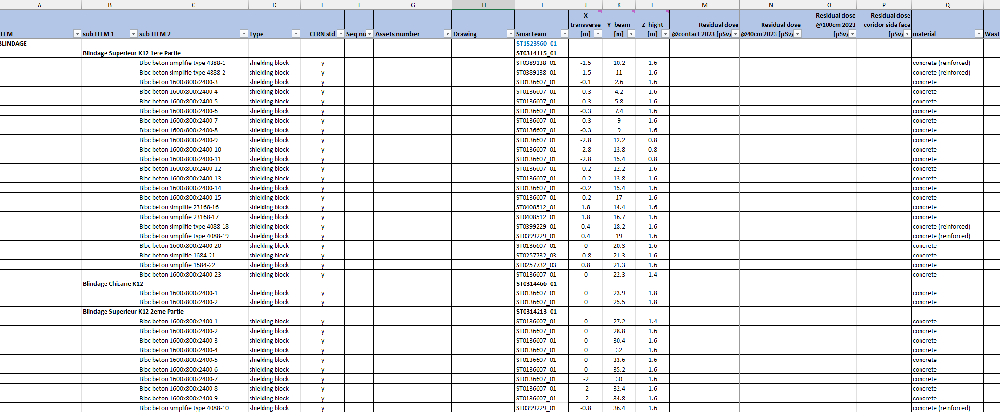 A B C D E F G H I J K L M N O P Q
TEM sub ITEM 1 sub ITEM 2 Type CERN std Seq nu Assets number Drawing SmarTeam X transverse [m] Y_beam [m] Z_hight [m] Residual dose @contact 2023 [µSv/ Residual dose @40cm 2023 [µSv/ Residual dose @100cm 2023 [µSv/ Residual dose coridor side face [µSv/ material Wast
BLINDAGE ST1523560_01
Blindage Superieur K12 1ere Partie ST0314115_01
Bloc beton simplifie type 4888-1 shielding block y ST0389138_01 -1.5 10.2 1.6 concrete (reinforced)
Bloc beton simplifie type 4888-2 shielding block y ST0389138_01 -1.5 11 1.6 concrete (reinforced)
Bloc beton 1600x800x2400-3 shielding block y ST0136607_01 -0.1 2.6 1.6 concrete
Bloc beton 1600x800x2400-4 shielding block y ST0136607_01 -0.3 4.2 1.6 concrete
Bloc beton 1600x800x2400-5 shielding block y ST0136607_01 -0.3 5.8 1.6 concrete
Bloc beton 1600x800x2400-6 shielding block y ST0136607_01 -0.3 7.4 1.6 concrete
Bloc beton 1600x800x2400-7 shielding block y ST0136607_01 -0.3 9 1.6 concrete
Bloc beton 1600x800x2400-8 shielding block y ST0136607_01 -0.3 9 1.6 concrete
Bloc beton 1600x800x2400-9 shielding block y ST0136607_01 -2.8 12.2 0.8 concrete
Bloc beton 1600x800x2400-10 shielding block y ST0136607_01 -2.8 13.8 0.8 concrete
Bloc beton 1600x800x2400-11 shielding block y ST0136607_01 -2.8 15.4 0.8 concrete
Bloc beton 1600x800x2400-12 shielding block y ST0136607_01 -0.2 12.2 1.6 concrete
Bloc beton 1600x800x2400-13 shielding block y ST0136607_01 -0.2 13.8 1.6 concrete
Bloc beton 1600x800x2400-14 shielding block y ST0136607_01 -0.2 15.4 1.6 concrete
Bloc beton 1600x800x2400-15 shielding block y ST0136607_01 -0.2 17 1.6 concrete
Bloc beton simplifie 23168-16 shielding block y ST0408512_01 1.8 14.4 1.6 concrete
Bloc beton simplifie 23168-17 shielding block y ST0408512_01 1.8 16.7 1.6 concrete
Bloc beton simplifie type 4088-18 shielding block y ST0399229_01 0.4 18.2 1.6 concrete (reinforced)
Bloc beton simplifie type 4088-19 shielding block y ST0399229_01 0.4 19 1.6 concrete (reinforced)
Bloc beton 1600x800x2400-20 shielding block y ST0136607_01 0 20.3 1.6 concrete
Bloc beton simplifie 1684-21 shielding block y ST0257732_03 -0.8 21.3 1.6 concrete
Bloc beton simplifie 1684-22 shielding block y ST0257732_03 0.8 21.3 1.6 concrete
Bloc beton 1600x800x2400-23 shielding block y ST0136607_01 0 22.3 1.4 concrete
Blindage Chicane K12 ST0314466_01
Bloc beton 1600x800x2400-1 shielding block y ST0136607_01 0 23.9 1.8 concrete
Bloc beton 1600x800x2400-2 shielding block y ST0136607_01 0 25.5 1.8 concrete
Blindage Superieur K12 2eme Partie ST0314213_01
Bloc beton 1600x800x2400-1 shielding block y ST0136607_01 0 27.2 1.4 concrete
Bloc beton 1600x800x2400-2 shielding block y ST0136607_01 0 28.8 1.6 concrete
Bloc beton 1600x800x2400-3 shielding block y ST0136607_01 0 30.4 1.6 concrete
Bloc beton 1600x800x2400-4 shielding block y ST0136607_01 0 32 1.6 concrete
Bloc beton 1600x800x2400-5 shielding block y ST0136607_01 0 33.6 1.6 concrete
Bloc beton 1600x800x2400-6 shielding block y ST0136607_01 0 35.2 1.6 concrete
Bloc beton 1600x800x2400-7 shielding block y ST0136607_01 -2 30 1.6 concrete
Bloc beton 1600x800x2400-8 shielding block y ST0136607_01 -2 32.4 1.6 concrete
Bloc beton 1600x800x2400-9 shielding block y ST0136607_01 -2 34.8 1.6 concrete
Bloc beton simplifie type 4088-10 shielding block y ST0399229_01 -0.8 36.4 1.6 concrete (reinforced)